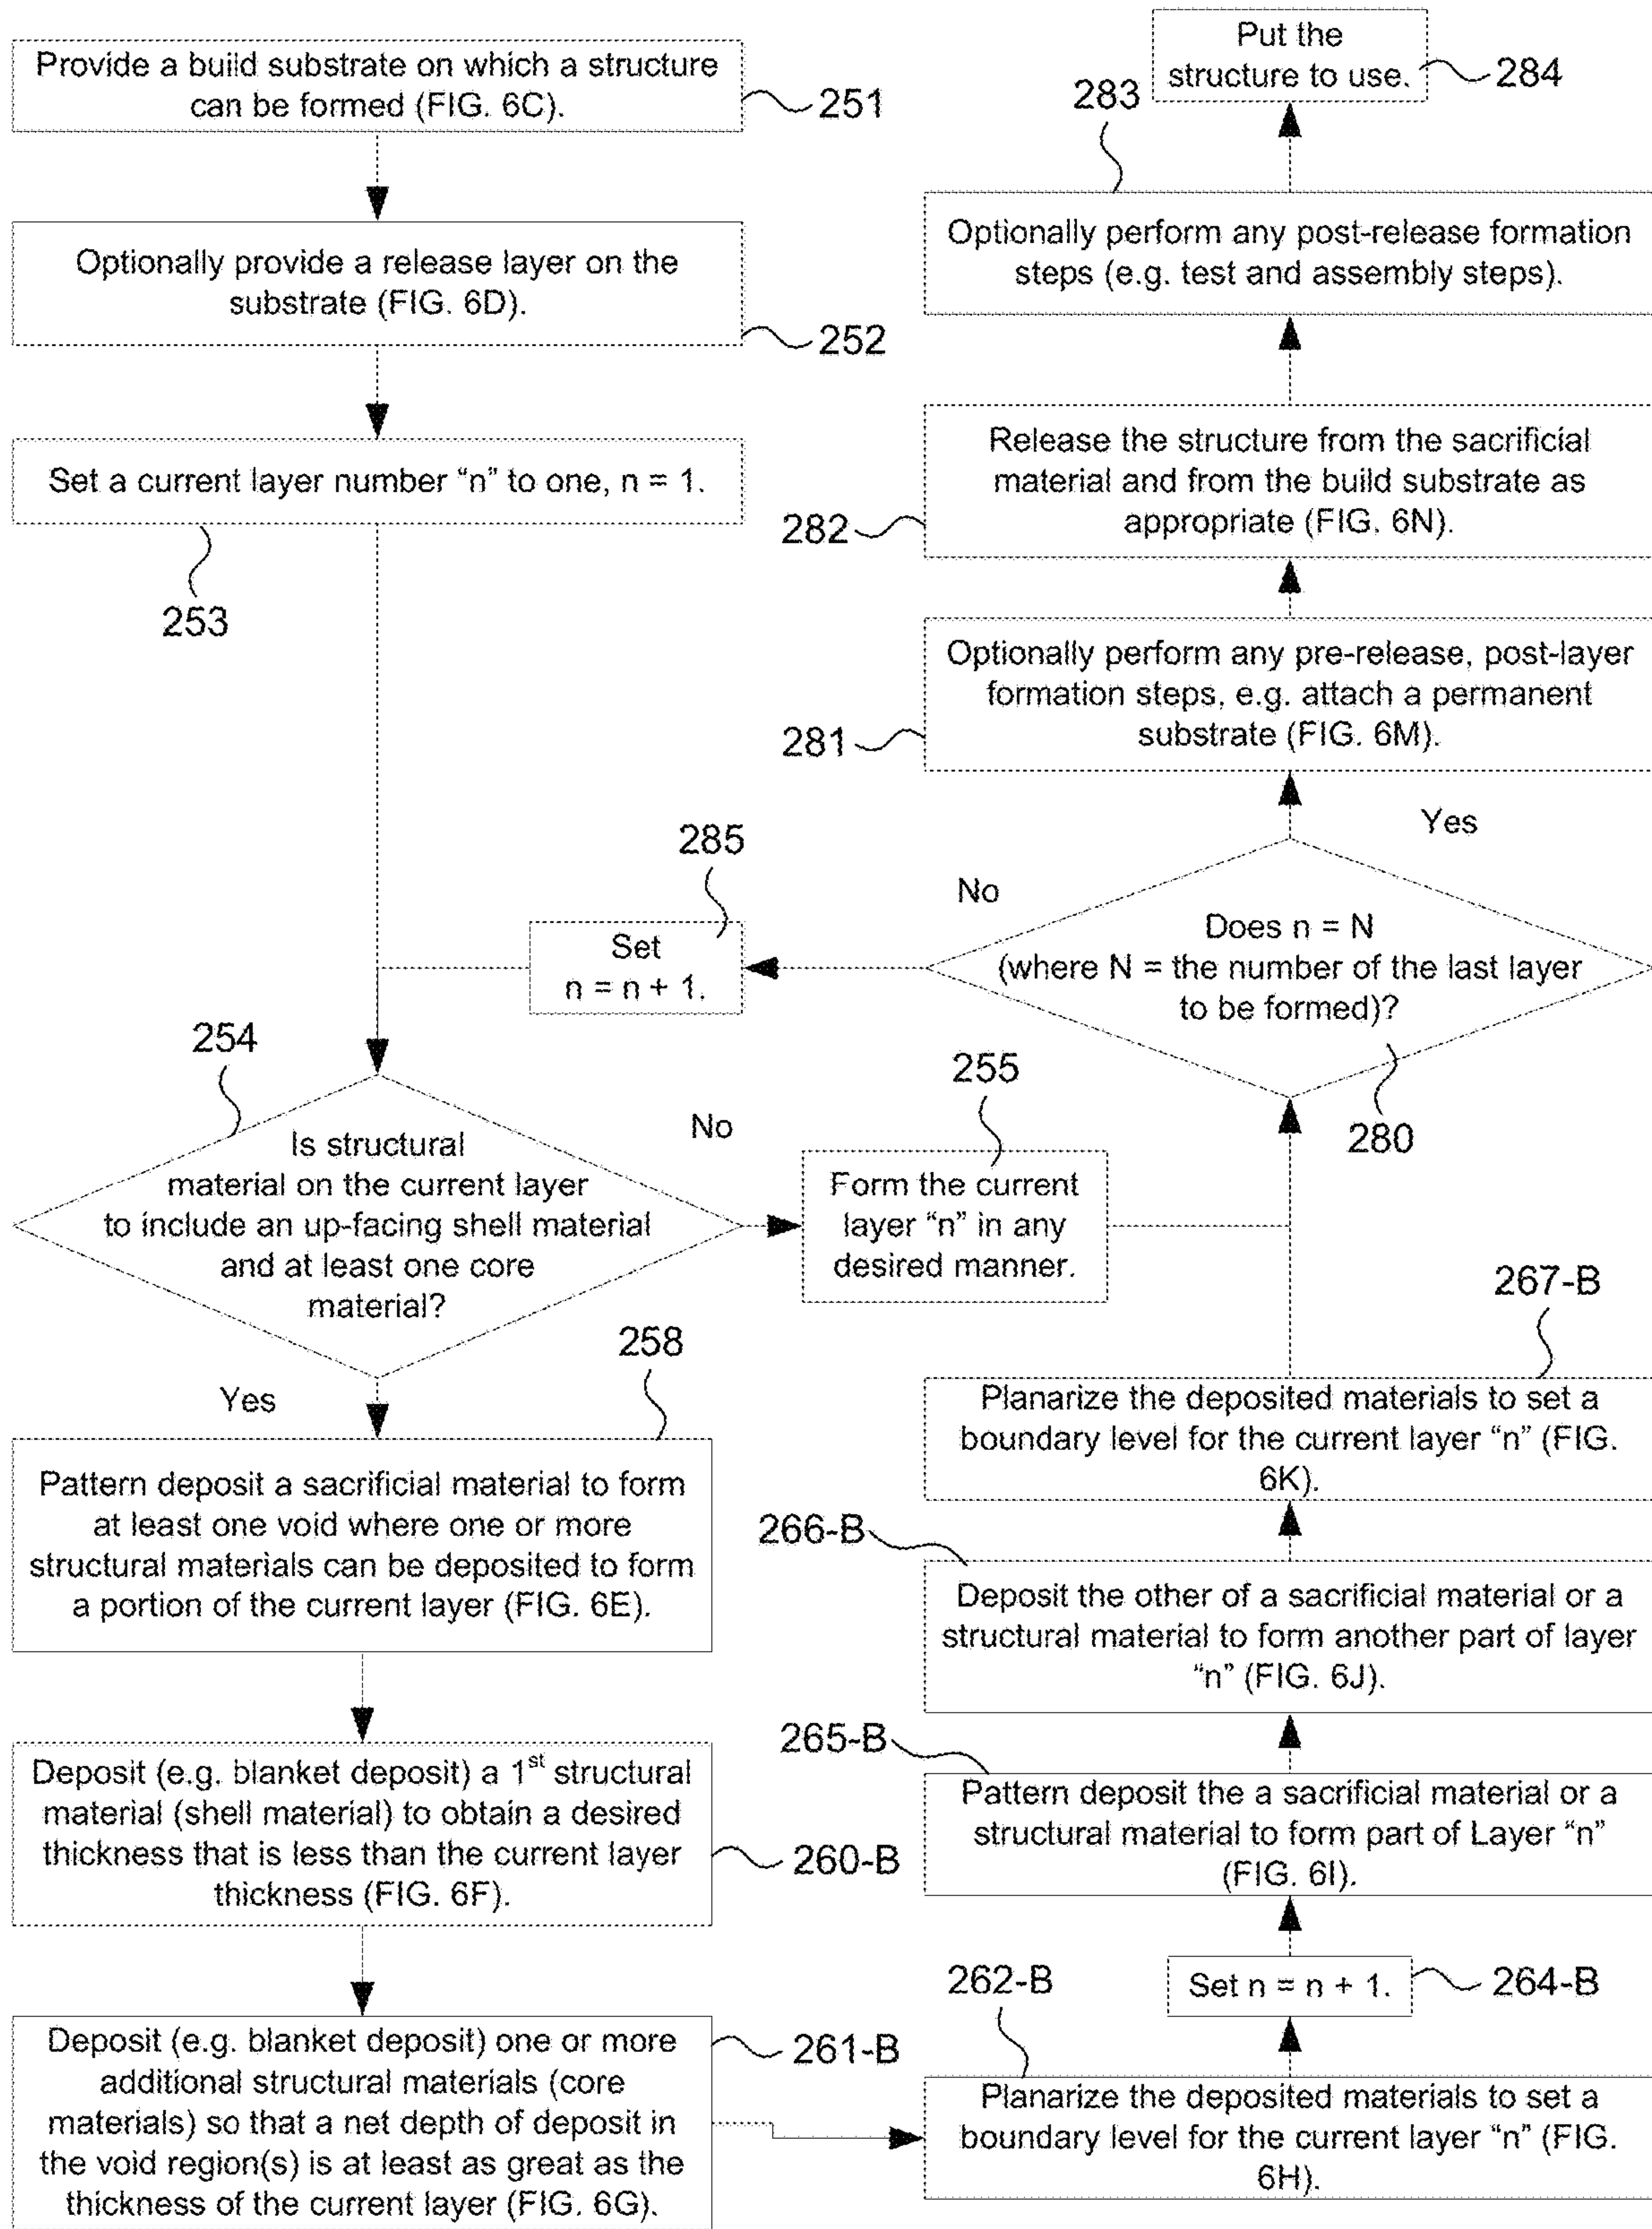 Provide a build substrate on which a structure
can be formed (FIG. 6C).
251
Optionally provide a release layer on the
substrate (FIG. 6D).
252
Set a current layer number “n” to one, n = 1.
253
254
Is structural
material on the current layer
to include an up-facing shell material
and at least one core
material?
No
Yes
255
Form the current
layer “n” in any
desired manner.
258
Pattern deposit a sacrificial material to form
at least one void where one or more
structural materials can be deposited to form
a portion of the current layer (FIG. 6E).
Deposit (e.g. blanket deposit) a 1st structural
material (shell material) to obtain a desired
thickness that is less than the current layer
thickness (FIG. 6F).
260-B
Deposit (e.g. blanket deposit) one or more
additional structural materials (core
materials) so that a net depth of deposit in
the void region(s) is at least as great as the
thickness of the current layer (FIG. 6G).
261-B
262-B
Planarize the deposited materials to set a
boundary level for the current layer “n” (FIG.
6H).
Set n = n + 1.
264-B
265-B
Pattern deposit the a sacrificial material or a
structural material to form part of Layer “n”
(FIG. 6I).
266-B
Deposit the other of a sacrificial material or a
structural material to form another part of layer
“n” (FIG. 6J).
267-B
Planarize the deposited materials to set a
boundary level for the current layer “n” (FIG.
6K).
280
Does n = N
(where N = the number of the last layer
to be formed)?
No
Yes
285
Set
n = n + 1.
281
Optionally perform any pre-release, post-layer
formation steps, e.g. attach a permanent
substrate (FIG. 6M).
282
Release the structure from the sacrificial
material and from the build substrate as
appropriate (FIG. 6N).
283
Optionally perform any post-release formation
steps (e.g. test and assembly steps).
Put the
structure to use.
284